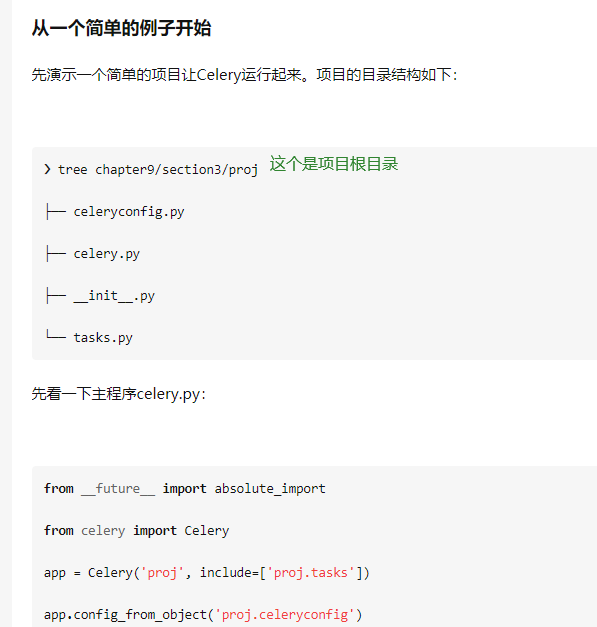 从一个简单的例子开始
先演示一个简单的项目让Celery运行起来。项目的目录结构如下：
❯ tree chapter9/section3/proj 这个是项目根目录
├── celeryconfig.py
├── celery.py
├── __init__.py
└── tasks.py
先看一下主程序celery.py：
from __future__ import absolute_import
from celery import Celery
app = Celery('proj', include=['proj.tasks'])
app.config_from_object('proj.celeryconfig')